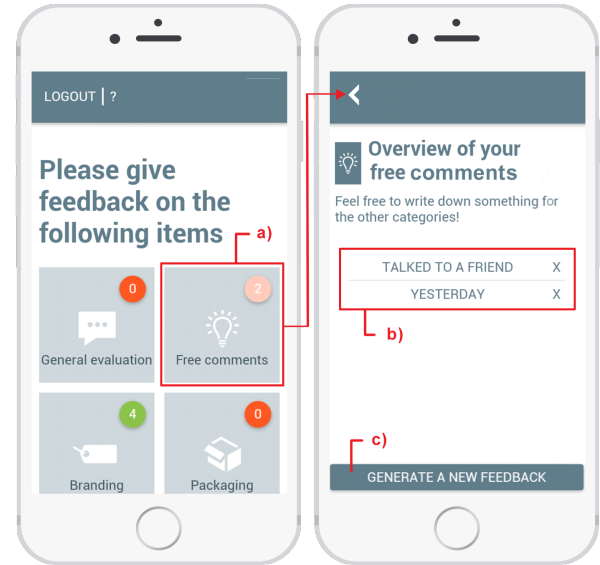 LOGOUT | ?
Please give
feedback on the
following items
a)
0
2
General evaluation
Free comments
4
0
Branding
Packaging
Overview of your
free comments
Feel free to write down something for
the other categories!
TALKED TO A FRIEND X
YESTERDAY X
b)
c)
GENERATE A NEW FEEDBACK